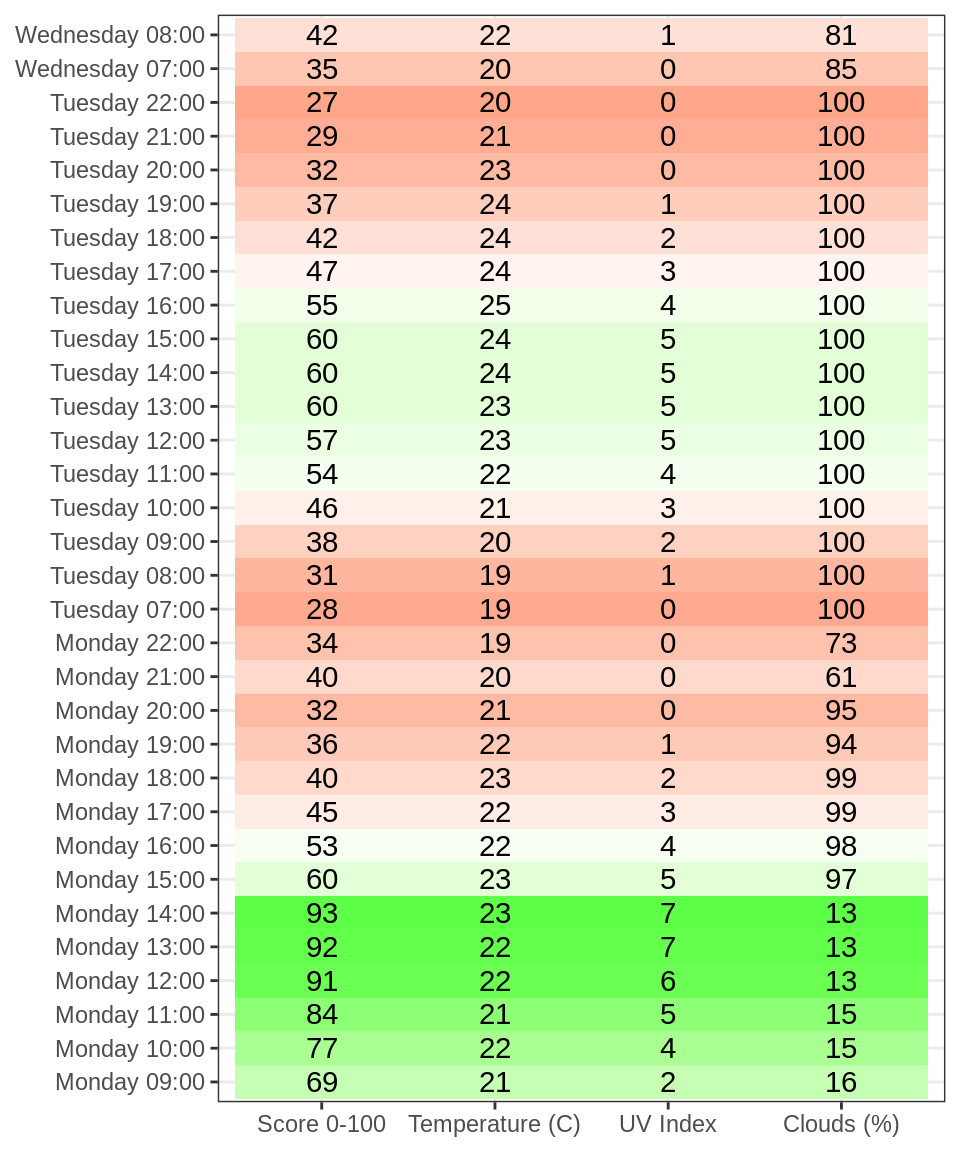 Wednesday 08:00 42 22 1 81
Wednesday 07:00 35 20 0 85
Tuesday 22:00 27 20 0 100
Tuesday 21:00 29 21 0 100
Tuesday 20:00 32 23 0 100
Tuesday 19:00 37 24 1 100
Tuesday 18:00 42 24 2 100
Tuesday 17:00 47 24 3 100
Tuesday 16:00 55 25 4 100
Tuesday 15:00 60 24 5 100
Tuesday 14:00 60 24 5 100
Tuesday 13:00 60 23 5 100
Tuesday 12:00 57 23 5 100
Tuesday 11:00 54 22 4 100
Tuesday 10:00 46 21 3 100
Tuesday 09:00 38 20 2 100
Tuesday 08:00 31 19 1 100
Tuesday 07:00 28 19 0 100
Monday 22:00 34 19 0 73
Monday 21:00 40 20 0 61
Monday 20:00 32 21 0 95
Monday 19:00 36 22 1 94
Monday 18:00 40 23 2 99
Monday 17:00 45 22 3 99
Monday 16:00 53 22 4 98
Monday 15:00 60 23 5 97
Monday 14:00 93 23 7 13
Monday 13:00 92 22 7 13
Monday 12:00 91 22 6 13
Monday 11:00 84 21 5 15
Monday 10:00 77 22 4 15
Monday 09:00 69 21 2 16
Score 0-100 Temperature (C) UV Index Clouds (%)